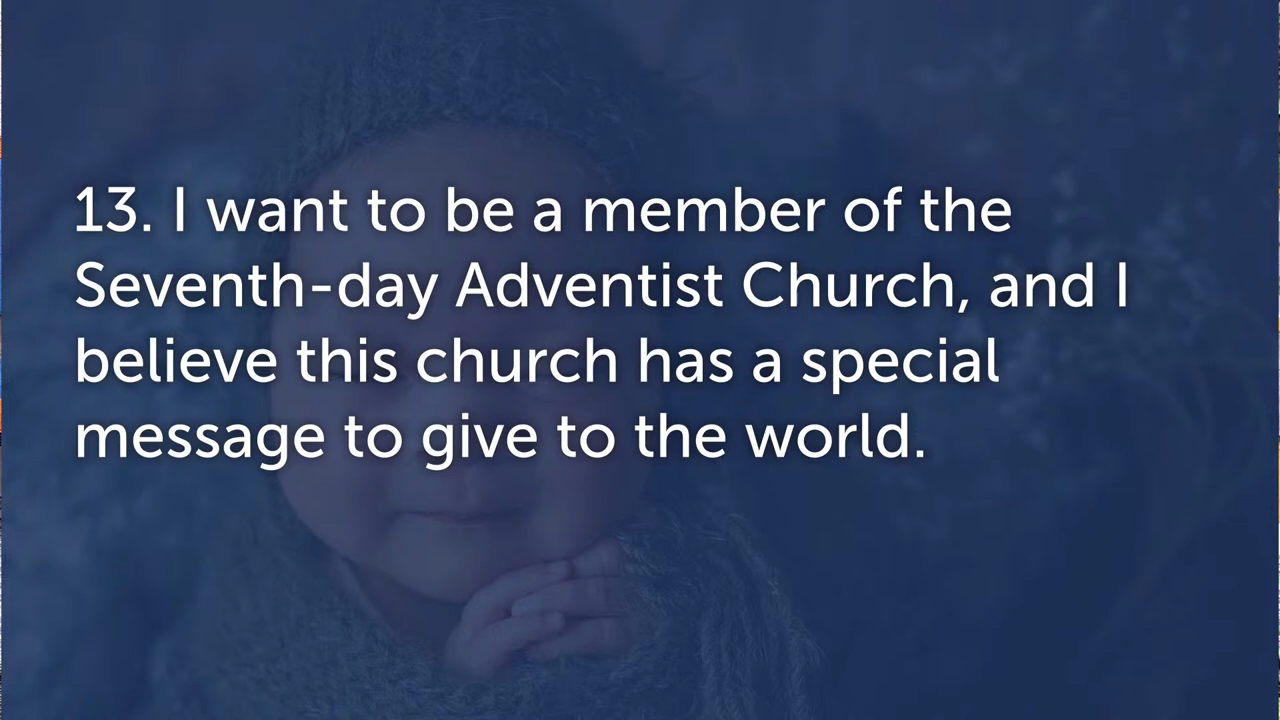 13. I want to be a member of the
Seventh-day Adventist Church, and I
believe this church has a special
message to give to the world.